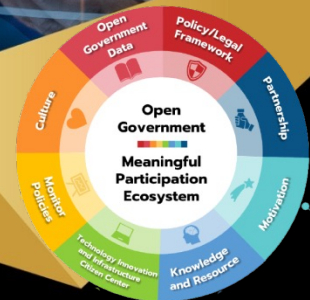 Open
Government
Meaningful
Participation
Ecosystem
Open
Government
Data
Policy/Legal
Framework
Partnership
Motivation
Knowledge
and Resource
Technology Innovation
and Infrastructure
Citizen Center
Monitor
Policies
Culture